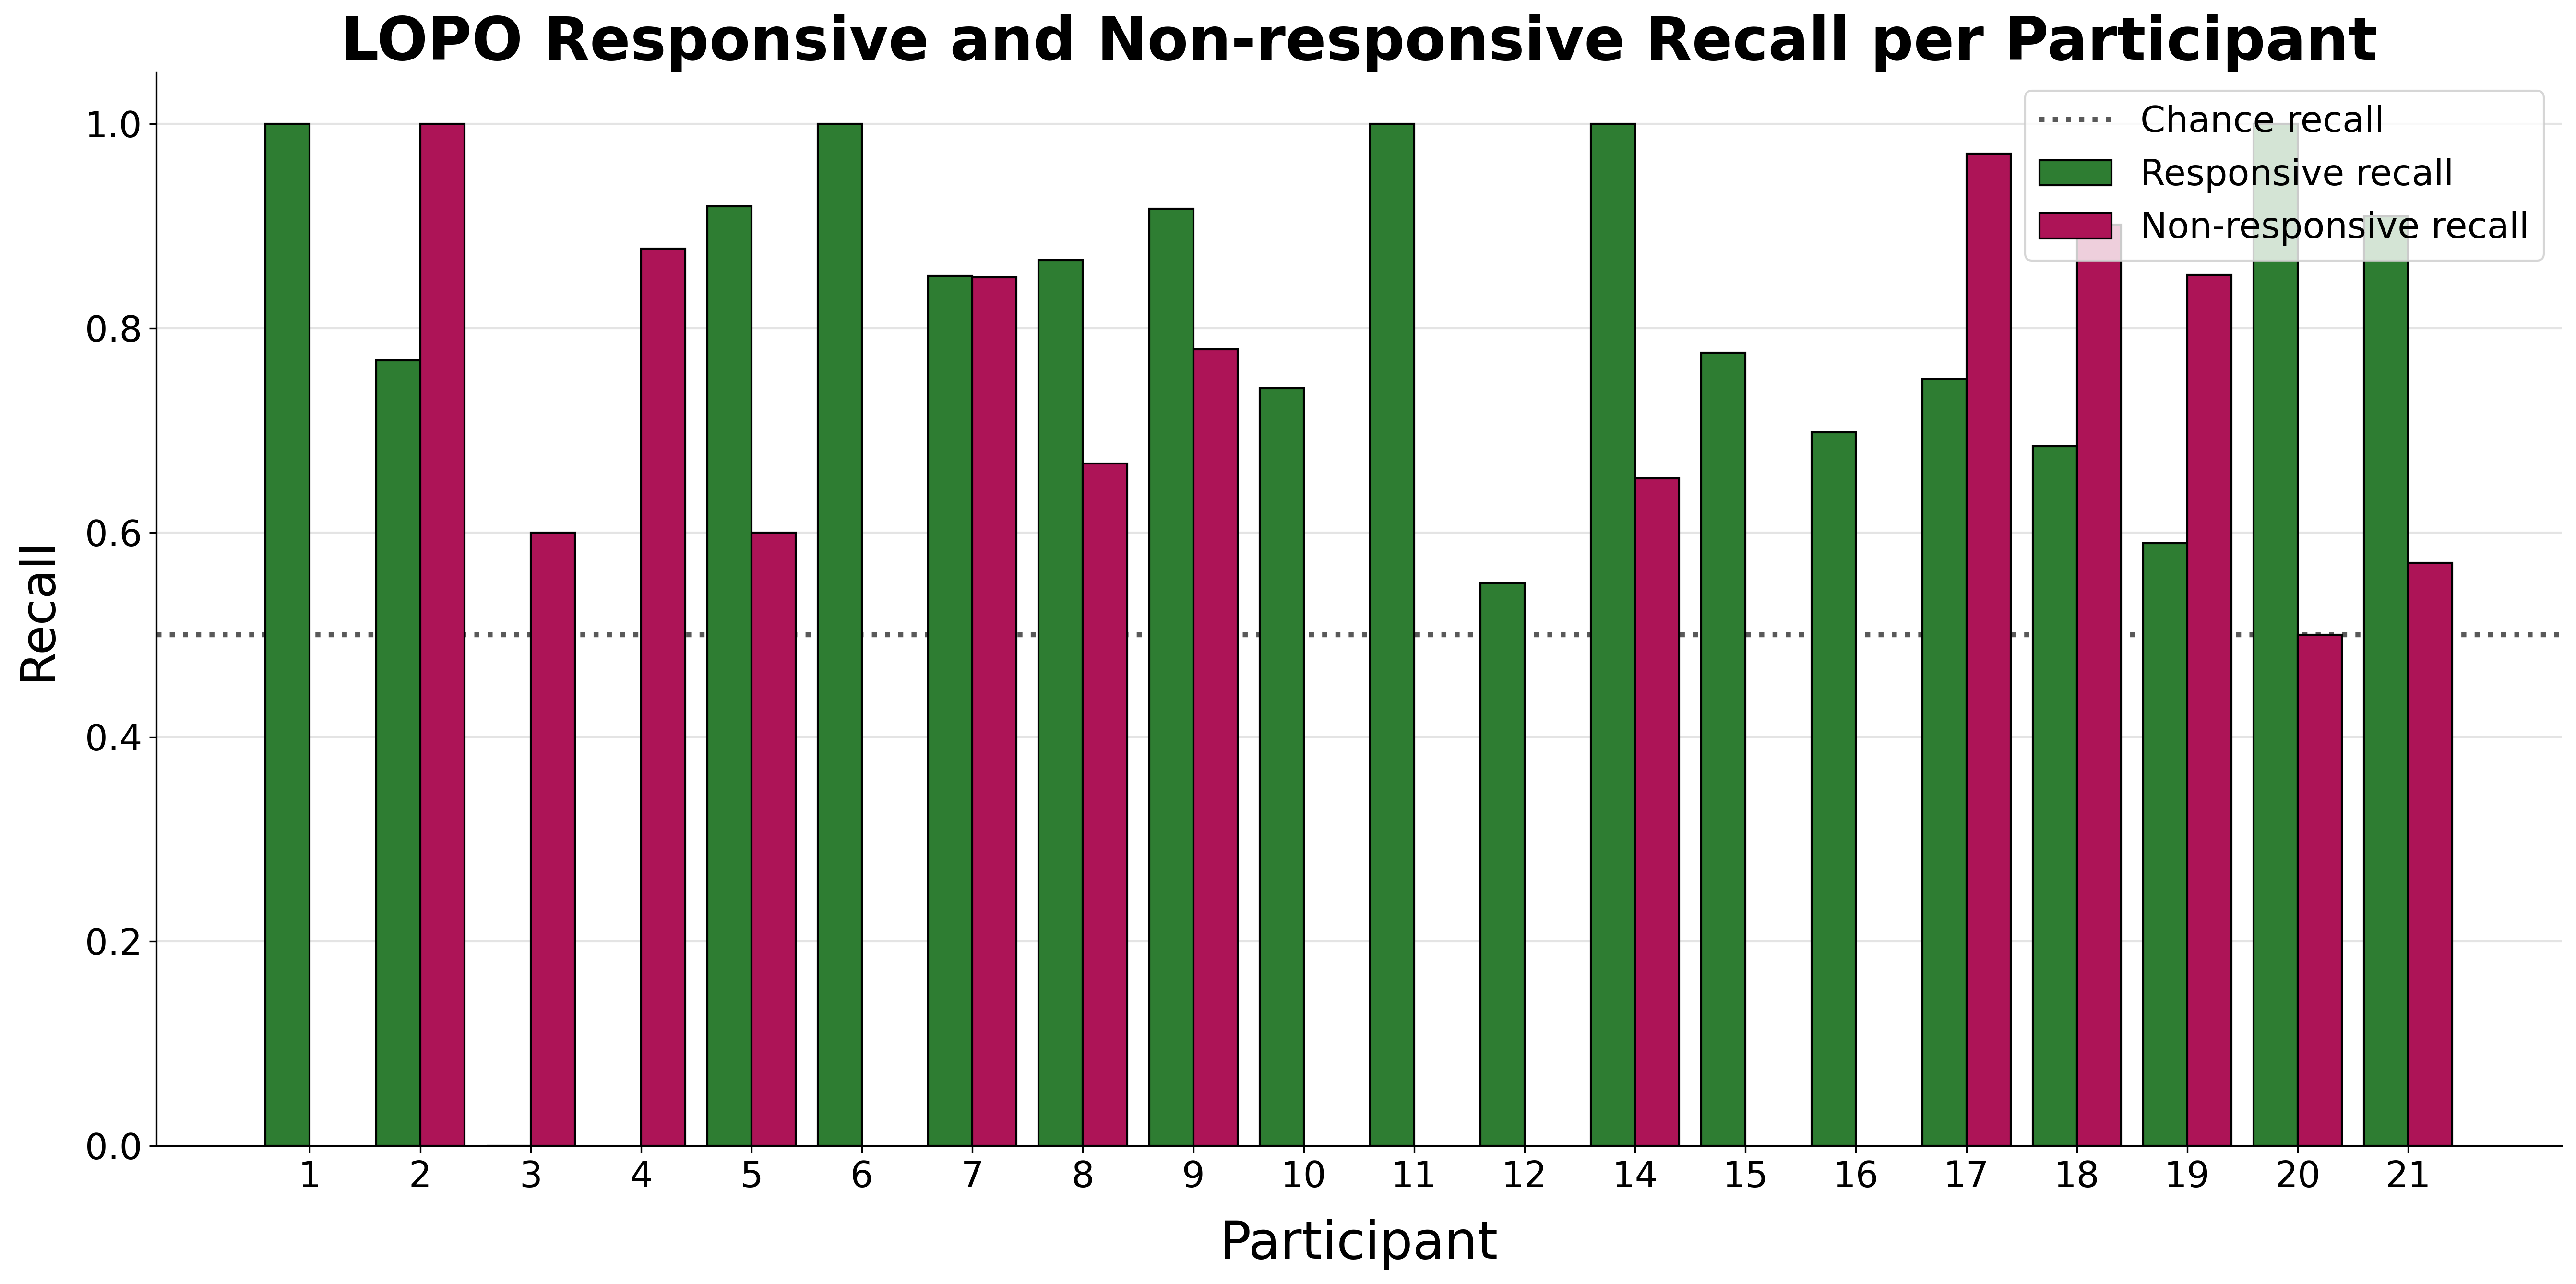 LOPO Responsive and Non-responsive Recall per Participant
Chance recall
Responsive recall
Non-responsive recall
1.0
0.8
0.6
0.4
0.2
0.0
Recall
1 2 3 4 5 6 7 8 9 10 11 12 14 15 16 17 18 19 20 21
Participant